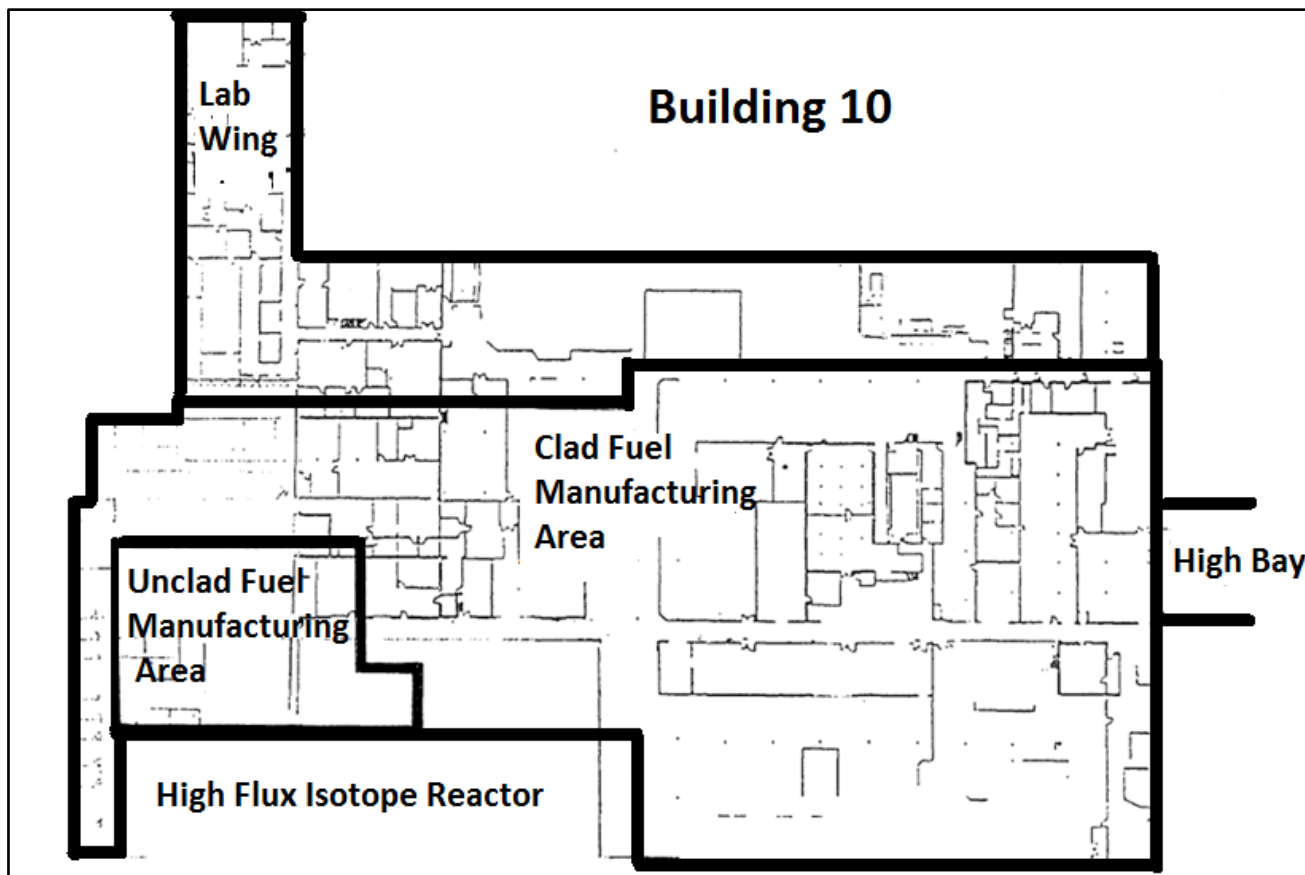 Building 10
Lab
Wing
Clad Fuel
Manufacturing
Area
High Bay
Unclad Fuel
Manufacturing
Area
High Flux Isotope Reactor